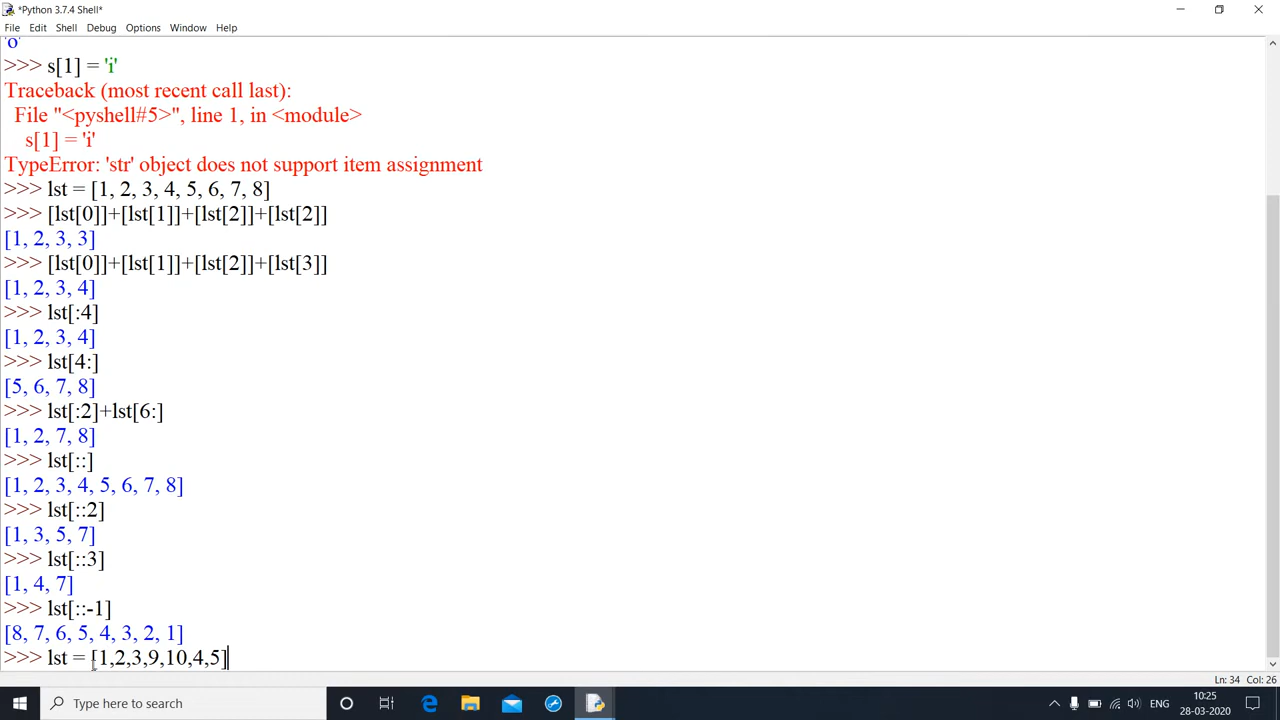 *Python 3.7.4 Shell*
File Edit Shell Debug Options Window Help
'o'
>>> s[1] = 'i'
Traceback (most recent call last):
File "<pyshell#5>", line 1, in <module>
s[1] = 'i'
TypeError: 'str' object does not support item assignment
>>> lst = [1, 2, 3, 4, 5, 6, 7, 8]
>>> [lst[0]]+[lst[1]]+[lst[2]]+[lst[2]]
[1, 2, 3, 3]
>>> [lst[0]]+[lst[1]]+[lst[2]]+[lst[3]]
[1, 2, 3, 4]
>>> lst[:4]
[1, 2, 3, 4]
>>> lst[4:]
[5, 6, 7, 8]
>>> lst[:2]+lst[6:]
[1, 2, 7, 8]
>>> lst[::]
[1, 2, 3, 4, 5, 6, 7, 8]
>>> lst[::2]
[1, 3, 5, 7]
>>> lst[::3]
[1, 4, 7]
>>> lst[::-1]
[8, 7, 6, 5, 4, 3, 2, 1]
>>> lst = [1,2,3,9,10,4,5]
Ln: 34 Col: 26
Type here to search
ENG
10:25
28-03-2020